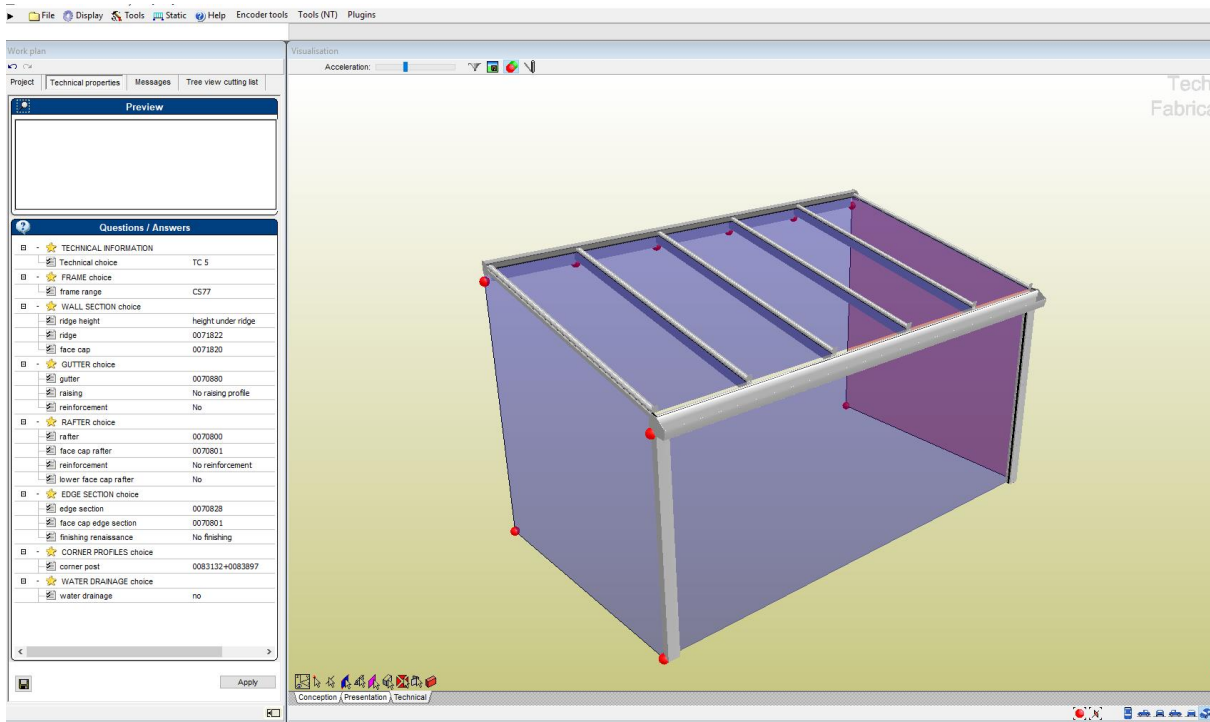 File Display Tools Static Help Encoder tools Tools (NT) Plugins
Work plan
Visualisation
Acceleration:
Project Technical properties Messages Tree view cutting list
Preview
Questions / Answers
TECHNICAL INFORMATION
Technical choice TC 5
FRAME choice
frame range CS77
WALL SECTION choice
ridge height height under ridge
ridge 0071822
face cap 0071820
GUTTER choice
gutter 0070880
raising No raising profile
reinforcement No
RAFTER choice
rafter 0070800
face cap rafter 0070801
reinforcement No reinforcement
lower face cap rafter No
EDGE SECTION choice
edge section 0070828
face cap edge section 0070801
finishing renaissance No finishing
CORNER PROFILES choice
corner post 0083132+0083897
WATER DRAINAGE choice
water drainage no
Apply
Tech
Fabrica
Conception Presentation Technical